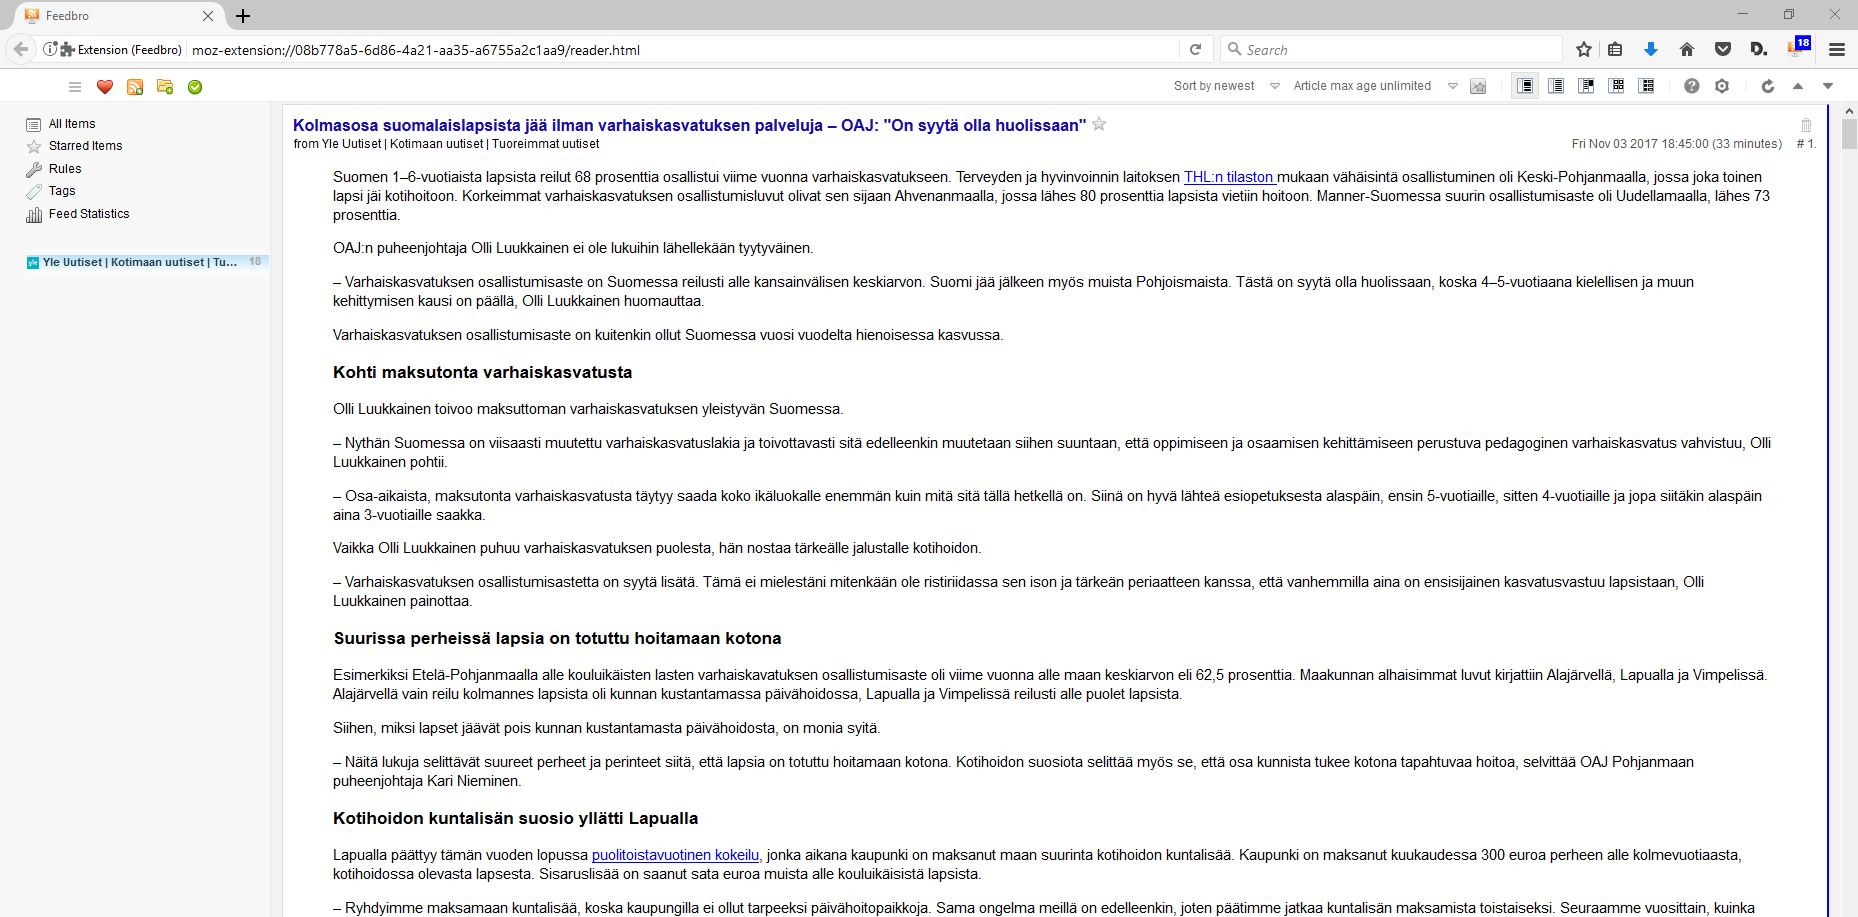 Feedbro
Extension (Feedbro) moz-extension://08b778a5-6d86-4a21-aa35-a6755a2c1aa9/reader.html Search D. 18
Sort by newest Article max age unlimited
All Items
Starred Items
Rules
Tags
Feed Statistics
yle Yle Uutiset | Kotimaan uutiset | Tu... 18
Kolmasosa suomalaislapsista jää ilman varhaiskasvatuksen palveluja – OAJ: "On syytä olla huolissaan"
from Yle Uutiset | Kotimaan uutiset | Tuoreimmat uutiset Fri Nov 03 2017 18:45:00 (33 minutes) # 1.
Suomen 1–6-vuotiaista lapsista reilut 68 prosenttia osallistui viime vuonna varhaiskasvatukseen. Terveyden ja hyvinvoinnin laitoksen THL:n tilaston mukaan vähäisintä osallistuminen oli Keski-Pohjanmaalla, jossa joka toinen
lapsi jäi kotihoitoon. Korkeimmat varhaiskasvatuksen osallistumisluvut olivat sen sijaan Ahvenanmaalla, jossa lähes 80 prosenttia lapsista vietiin hoitoon. Manner-Suomessa suurin osallistumisaste oli Uudellamaalla, lähes 73
prosenttia.
OAJ:n puheenjohtaja Olli Luukkainen ei ole lukuihin lähellekään tyytyväinen.
– Varhaiskasvatuksen osallistumisaste on Suomessa reilusti alle kansainvälisen keskiarvon. Suomi jää jälkeen myös muista Pohjoismaista. Tästä on syytä olla huolissaan, koska 4–5-vuotiaana kielellisen ja muun
kehittymisen kausi on päällä, Olli Luukkainen huomauttaa.
Varhaiskasvatuksen osallistumisaste on kuitenkin ollut Suomessa vuosi vuodelta hienoisessa kasvussa.
Kohti maksutonta varhaiskasvatusta
Olli Luukkainen toivoo maksuttoman varhaiskasvatuksen yleistyvän Suomessa.
– Nythän Suomessa on viisaasti muutettu varhaiskasvatuslakia ja toivottavasti sitä edelleenkin muutetaan siihen suuntaan, että oppimiseen ja osaamisen kehittämiseen perustuva pedagoginen varhaiskasvatus vahvistuu, Olli
Luukkainen pohtii.
– Osa-aikaista, maksutonta varhaiskasvatusta täytyy saada koko ikäluokalle enemmän kuin mitä sitä tällä hetkellä on. Siinä on hyvä lähteä esiopetuksesta alaspäin, ensin 5-vuotiaille, sitten 4-vuotiaille ja jopa siitäkin alaspäin
aina 3-vuotiaille saakka.
Vaikka Olli Luukkainen puhuu varhaiskasvatuksen puolesta, hän nostaa tärkeälle jalustalle kotihoidon.
– Varhaiskasvatuksen osallistumisastetta on syytä lisätä. Tämä ei mielestäni mitenkään ole ristiriidassa sen ison ja tärkeän periaatteen kanssa, että vanhemmilla aina on ensisijainen kasvatusvastuu lapsistaan, Olli
Luukkainen painottaa.
Suurissa perheissä lapsia on totuttu hoitamaan kotona
Esimerkiksi Etelä-Pohjanmaalla alle kouluikäisten lasten varhaiskavatuksen osallistumisaste oli viime vuonna alle maan keskiarvon eli 62,5 prosenttia. Maakunnan alhaisimmat luvut kirjattiin Alajärvellä, Lapualla ja Vimpelissä.
Alajärvellä vain reilu kolmannes lapsista oli kunnan kustantamassa päivähoidossa, Lapualla ja Vimpelissä reilusti alle puolet lapsista.
Siihen, miksi lapset jäävät pois kunnan kustantamasta päivähoidosta, on monia syitä.
– Näitä lukuja selittävät suureet perheet ja perinteet siitä, että lapsia on totuttu hoitamaan kotona. Kotihoidon suosiota selittää myös se, että osa kunnista tukee kotona tapahtuvaa hoitoa, selvittää OAJ Pohjanmaan
puheenjohtaja Kari Nieminen.
Kotihoidon kuntalisän suosio yllätti Lapualla
Lapualla päättyy tämän vuoden lopussa puolitoistavuotinen kokeilu, jonka aikana kaupunki on maksanut maan suurinta kotihoidon kuntalisää. Kaupunki on maksanut kuukaudessa 300 euroa perheen alle kolmevuotiaasta,
kotihoidossa olevasta lapsesta. Sisaruslisää on saanut sata euroa muista alle kouluikäisistä lapsista.
– Ryhdyimme maksamaan kuntalisää, koska kaupungilla ei ollut tarpeeksi päivähoitopaikkoja. Sama ongelma meillä on edelleenkin, joten päätimme jatkaa kuntalisän maksamista toistaiseksi. Seuraamme vuosittain, kuinka